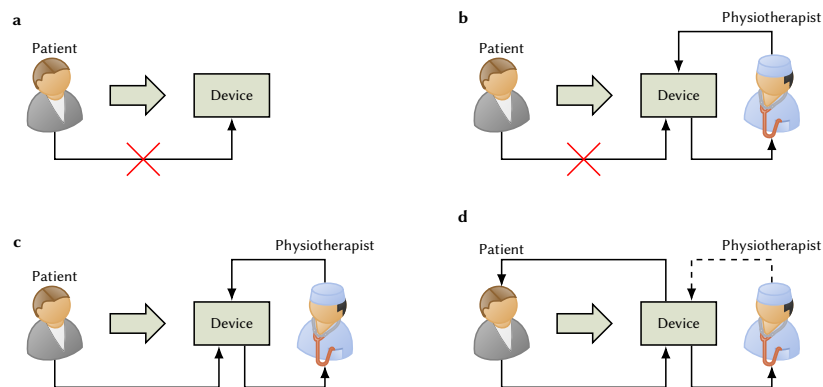 a
Patient
Device
b
Physiotherapist
Patient
Device
c
Physiotherapist
Patient
Device
d
Physiotherapist
Patient
Device